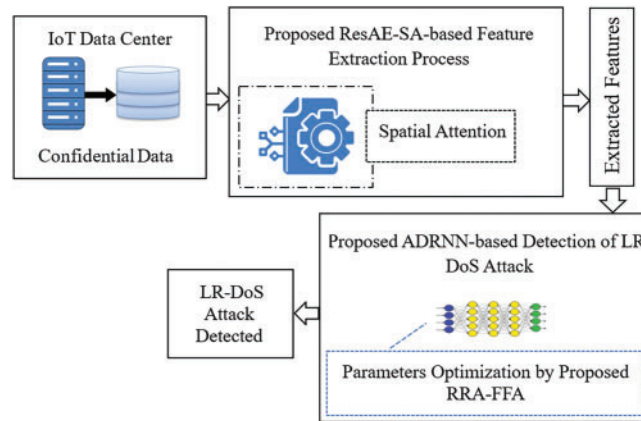 IoT Data Center
Confidential Data
Proposed ResAE-SA-based Feature
Extraction Process
Spatial Attention
Extracted Features
Proposed ADRNN-based Detection of LR
DoS Attack
Parameters Optimization by Proposed
RRA-FFA
LR-DoS
Attack
Detected